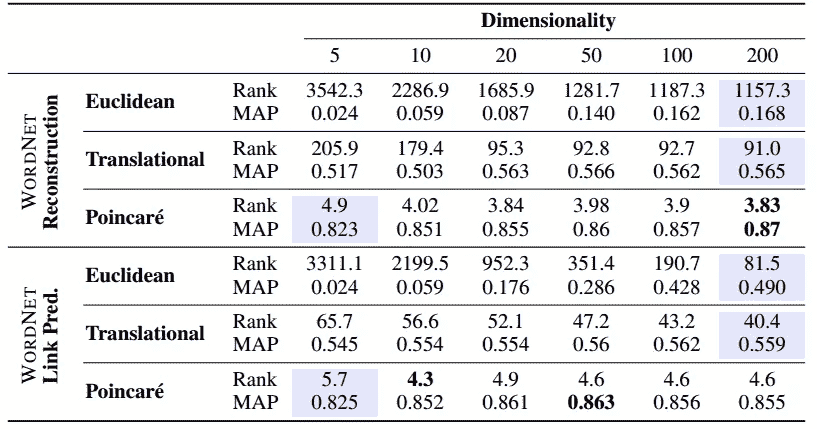 Dimensionality
5 10 20 50 100 200
WORDNET
Reconstruction
Euclidean
Rank 3542.3 2286.9 1685.9 1281.7 1187.3 1157.3
MAP 0.024 0.059 0.087 0.140 0.162 0.168
Translational
Rank 205.9 179.4 95.3 92.8 92.7 91.0
MAP 0.517 0.503 0.563 0.566 0.562 0.565
Poincaré
Rank 4.9 4.02 3.84 3.98 3.9 3.83
MAP 0.823 0.851 0.855 0.86 0.857 0.87
WORDNET
Link Pred.
Euclidean
Rank 3311.1 2199.5 952.3 351.4 190.7 81.5
MAP 0.024 0.059 0.176 0.286 0.428 0.490
Translational
Rank 65.7 56.6 52.1 47.2 43.2 40.4
MAP 0.545 0.554 0.554 0.56 0.562 0.559
Poincaré
Rank 5.7 4.3 4.9 4.6 4.6 4.6
MAP 0.825 0.852 0.861 0.863 0.856 0.855